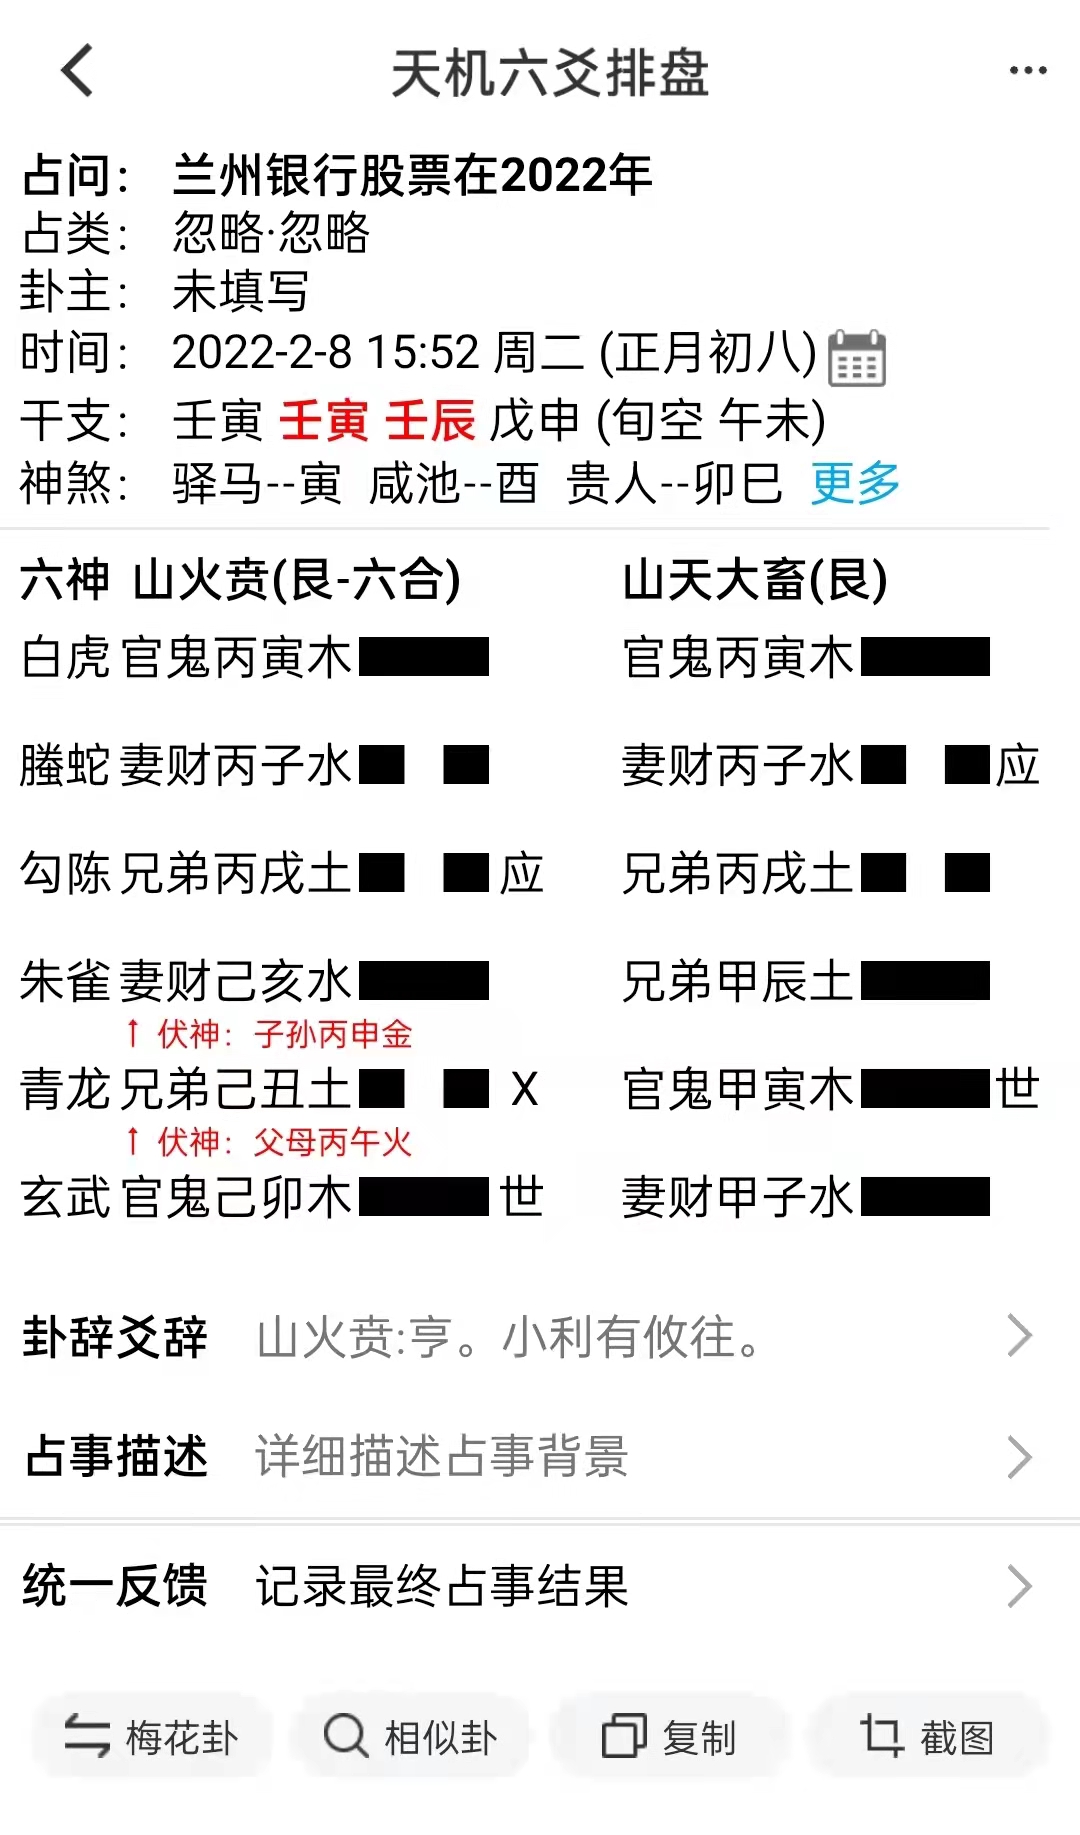 天机六爻排盘
占问： 兰州银行股票在2022年
占类： 忽略·忽略
卦主： 未填写
时间： 2022-2-8 15:52 周二 (正月初八)
干支： 壬寅 壬寅 壬辰 戊申 (旬空 午未)
神煞： 驿马--寅 咸池--酉 贵人--卯巳 更多
六神 山火贲(艮-六合) 山天大畜(艮)
白虎 官鬼丙寅木 官鬼丙寅木
螣蛇 妻财丙子水 妻财丙子水 应
勾陈 兄弟丙戌土 应 兄弟丙戌土
朱雀 妻财己亥水 兄弟甲辰土
↑ 伏神：子孙丙申金
青龙 兄弟己丑土 X 官鬼甲寅木 世
↑ 伏神：父母丙午火
玄武 官鬼己卯木 世 妻财甲子水
卦辞爻辞 山火贲:亨。小利有攸往。
占事描述 详细描述占事背景
统一反馈 记录最终占事结果
梅花卦 相似卦 复制 截图